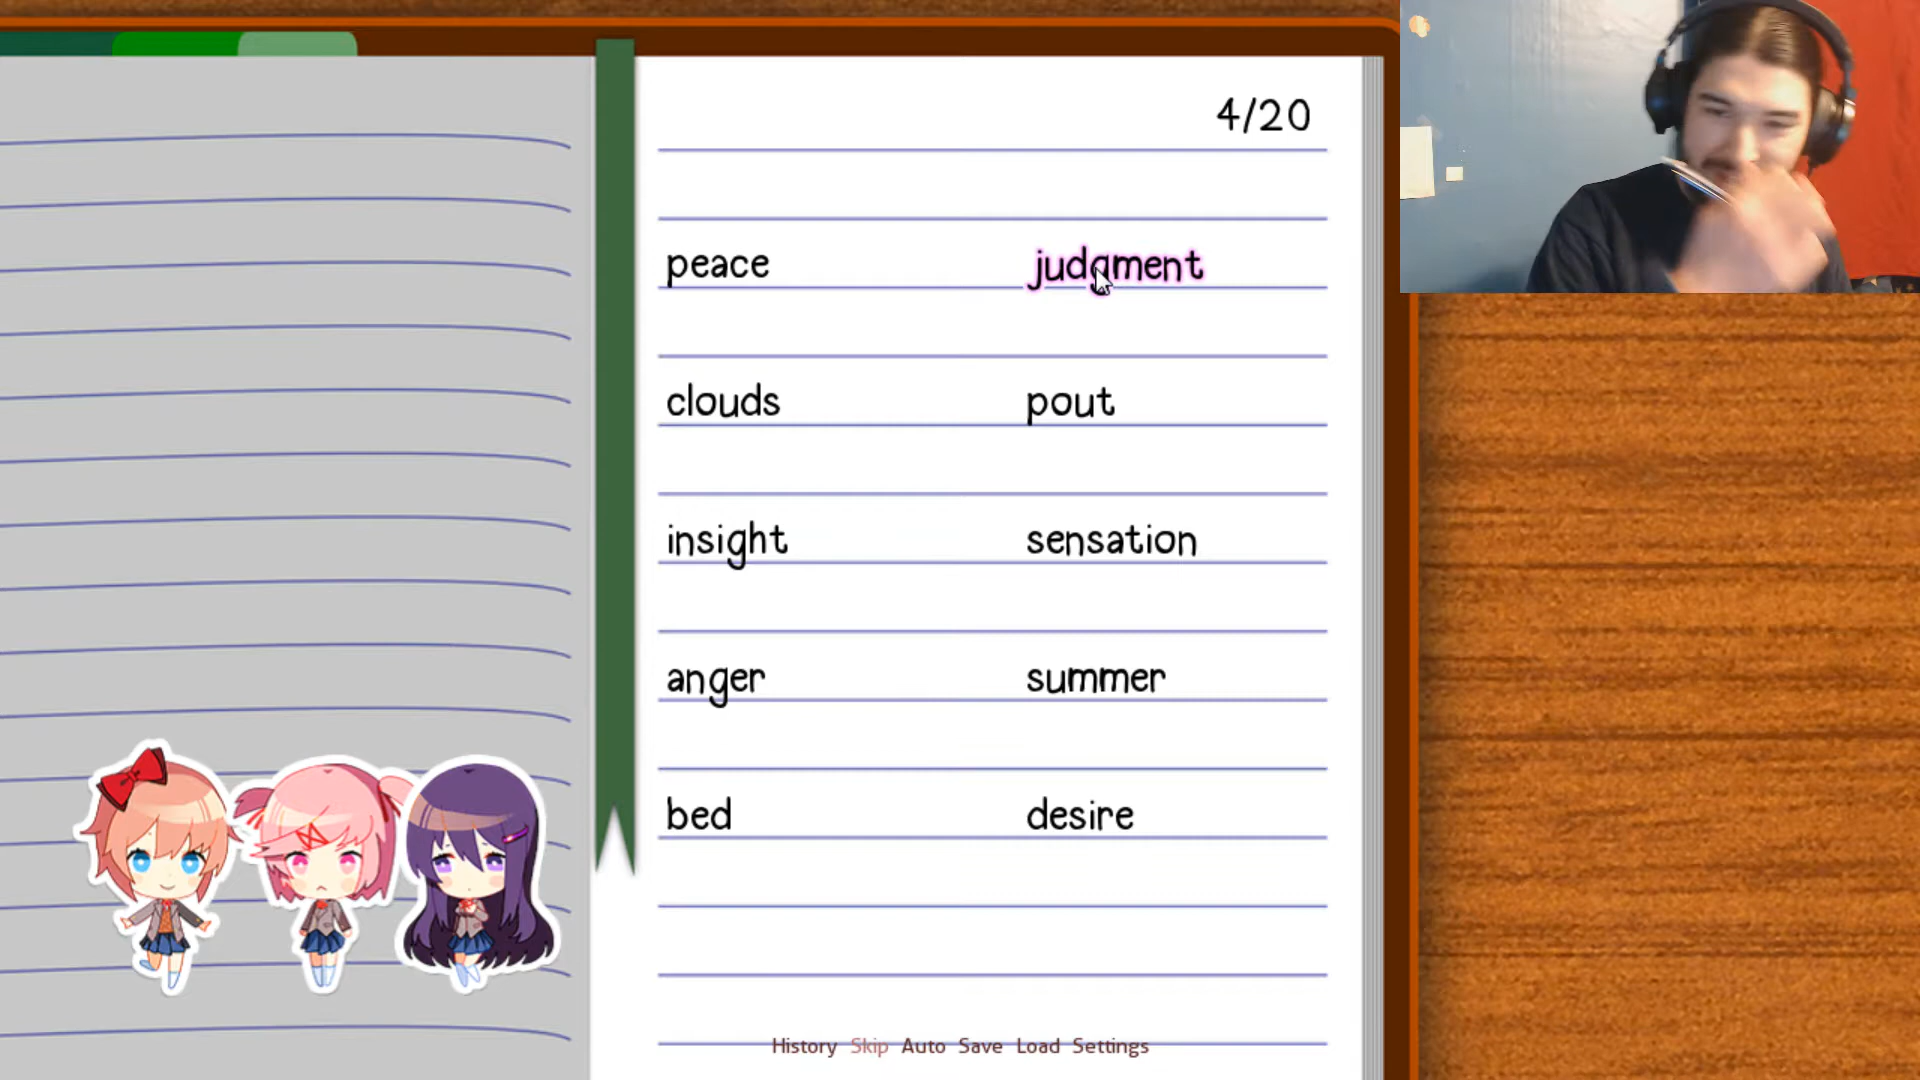 4/20
peace judgment
clouds pout
insight sensation
anger summer
bed desire
History Skip Auto Save Load Settings